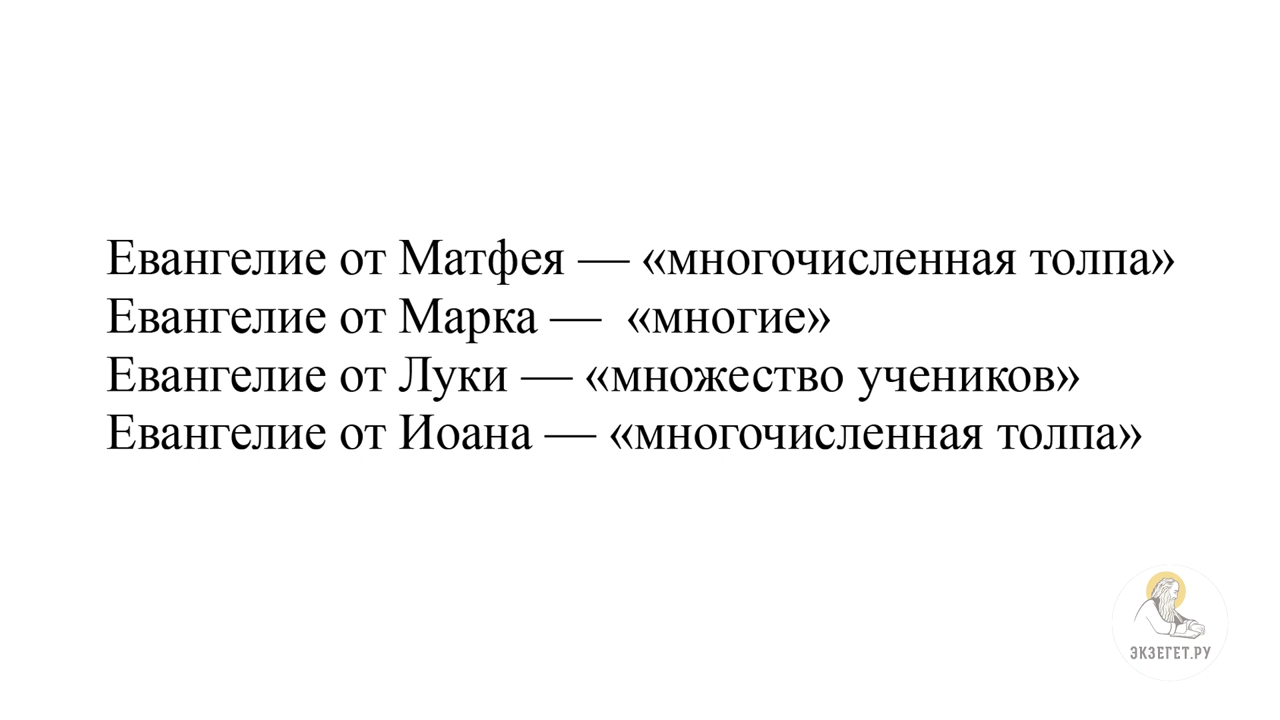 Евангелие от Матфея — «многочисленная толпа»
Евангелие от Марка — «многие»
Евангелие от Луки — «множество учеников»
Евангелие от Иоана — «многочисленная толпа»
ЭКЗЕГЕТ.РУ